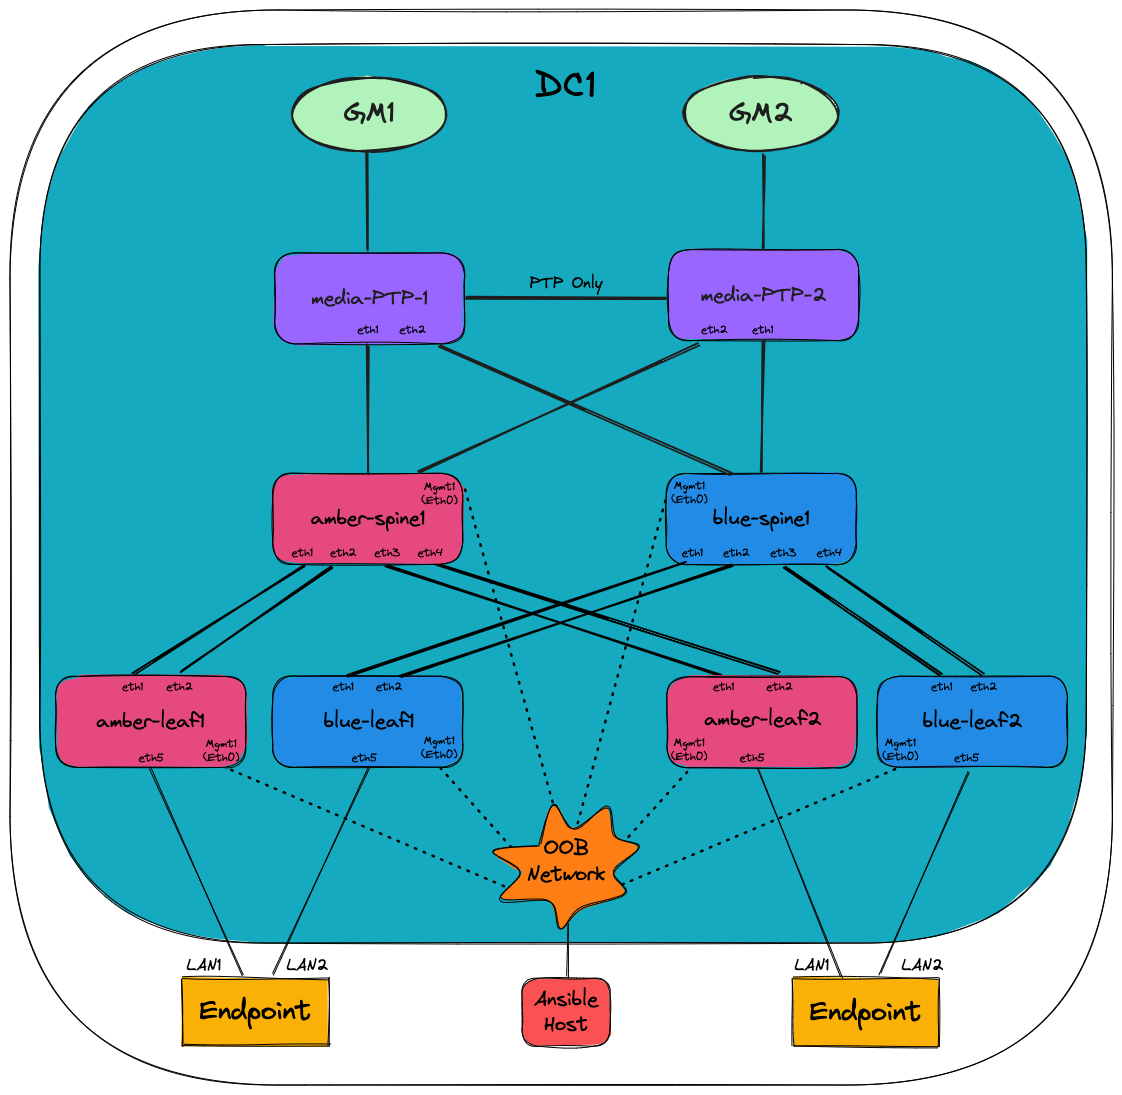 DC1
GM1
GM2
media-PTP-1
eth1 eth2
PTP Only
media-PTP-2
eth2 eth1
Mgmt1
(Eth0)
amber-spine1
eth1 eth2 eth3 eth4
Mgmt1
(Eth0)
blue-spine1
eth1 eth2 eth3 eth4
eth1 eth2
amber-leaf1
Mgmt1
(Eth0)
eth5
eth1 eth2
blue-leaf1
Mgmt1
(Eth0)
eth5
eth1 eth2
amber-leaf2
Mgmt1
(Eth0)
eth5
eth1 eth2
blue-leaf2
Mgmt1
(Eth0)
eth5
OOB
Network
LAN1 LAN2
Endpoint
Ansible
Host
LAN1 LAN2
Endpoint